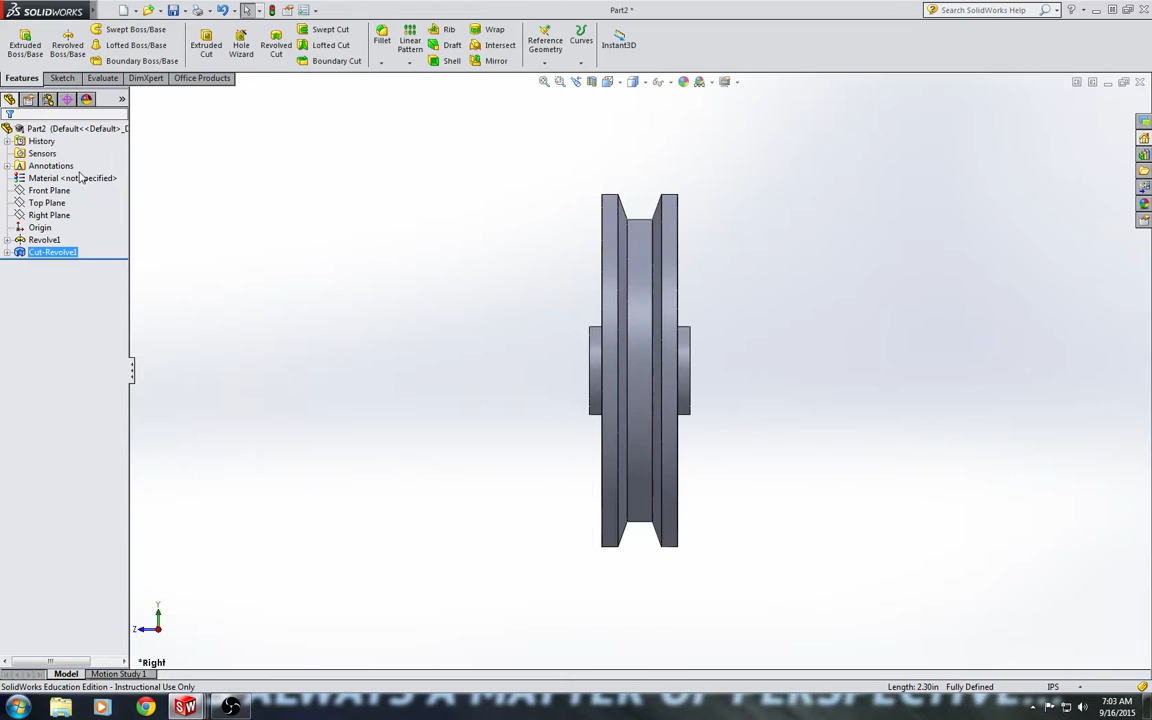 SOLIDWORKS
Part2 *
Search SolidWorks Help
Extruded Boss/Base
Revolved Boss/Base
Swept Boss/Base
Lofted Boss/Base
Boundary Boss/Base
Extruded Cut
Hole Wizard
Revolved Cut
Swept Cut
Lofted Cut
Boundary Cut
Fillet
Linear Pattern
Rib
Draft
Shell
Wrap
Intersect
Mirror
Reference Geometry
Curves
Instant3D
Features Sketch Evaluate DimXpert Office Products
Part2 (Default<<Default>_D
History
Sensors
Annotations
Material <not specified>
Front Plane
Top Plane
Right Plane
Origin
Revolve1
Cut-Revolve1
Y
Z
*Right
Model Motion Study 1
SolidWorks Education Edition - Instructional Use Only
Length: 2.30in Fully Defined IPS
ALWAYS A MATTER OF PERSPECTIVE...
7:03 AM
9/16/2015